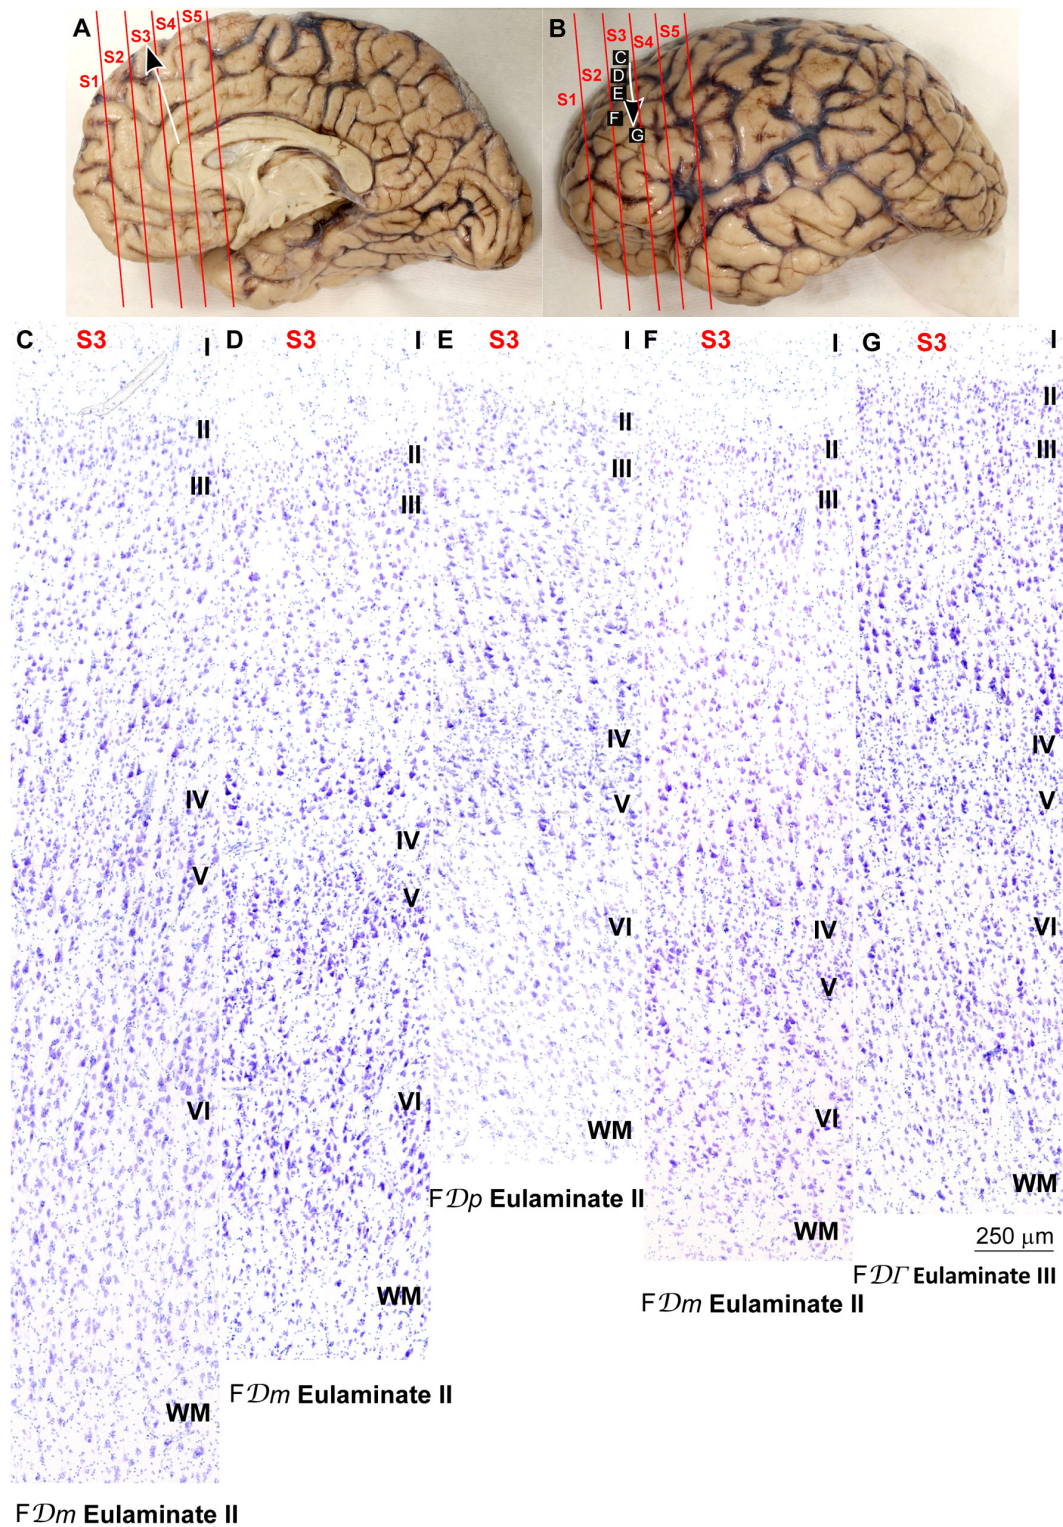 A S1 S2 S3 S4 S5
B S1 S2 S3 S4 S5
C
D
E
F
G
C S3 I
II
III
IV
V
VI
WM
F𝒟m Eulaminate II
D S3 I
II
III
IV
V
VI
WM
F𝒟m Eulaminate II
E S3 I
II
III
IV
V
VI
WM
F𝒟p Eulaminate II
F S3 I
II
III
IV
V
VI
WM
F𝒟m Eulaminate II
G S3 I
II
III
IV
V
VI
WM
250 μm
F𝒟Γ Eulaminate III